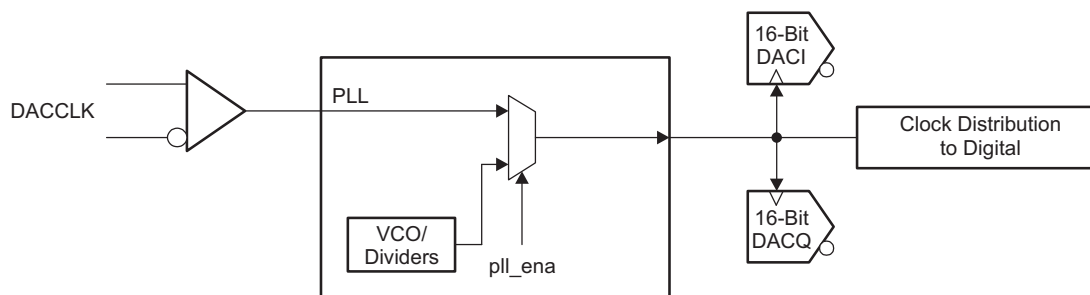 16-Bit
DACI
DACCLK
PLL
Clock Distribution
to Digital
VCO/
Dividers
pll_ena
16-Bit
DACQ